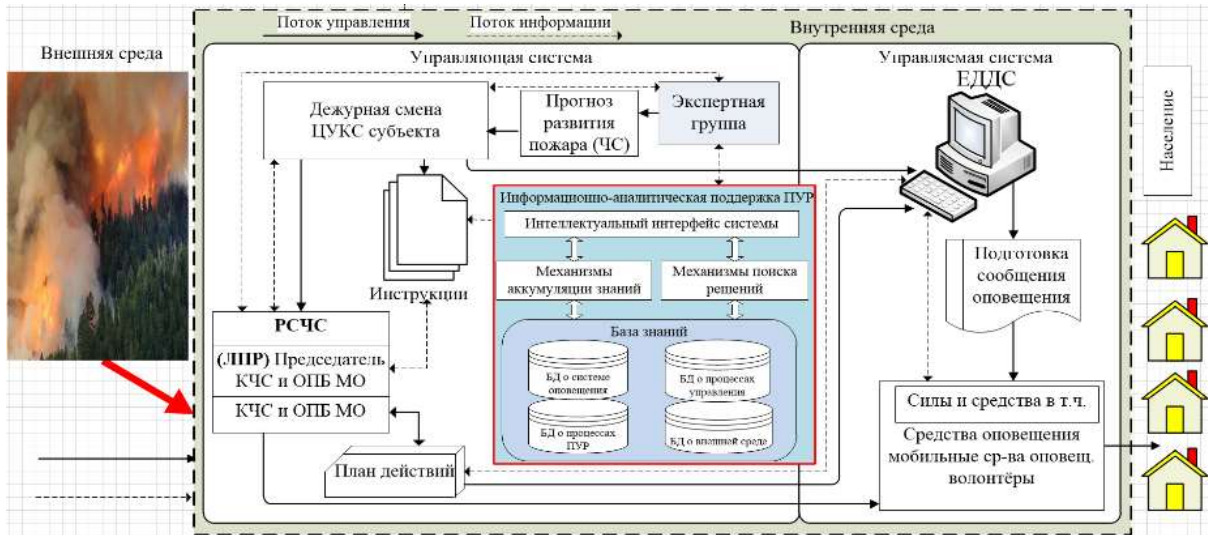 Поток управления
Поток информации
Внутренняя среда
Внешняя среда
Управляющая система
Управляемая система
ЕДДС
Дежурная смена
ЦУКС субъекта
Прогноз
развития
пожара (ЧС)
Экспертная
группа
Население
Информационно-аналитическая поддержка ПУР
Интеллектуальный интерфейс системы
Механизмы
аккумуляции знаний
Механизмы поиска
решений
Инструкции
Подготовка
сообщения
оповещения
РСЧС
(ЛПР) Председатель
КЧС и ОПБ МО
КЧС и ОПБ МО
База знаний
БД о системе
оповещения
БД о процессах
управления
БД о процессах
ПУР
БД о внешней среде
План действий
Силы и средства в т.ч.
Средства оповещения
мобильные ср-ва оповещ.
волонтёры